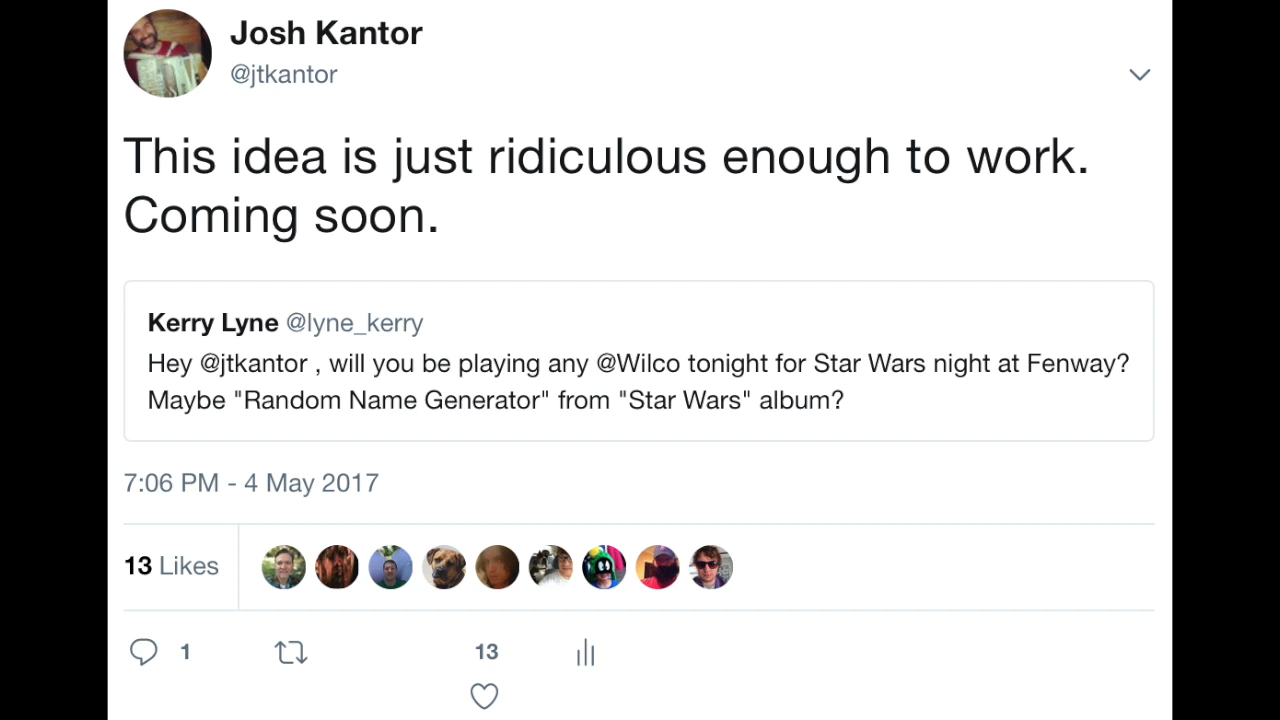 Josh Kantor
@jtkantor
This idea is just ridiculous enough to work.
Coming soon.
Kerry Lyne @lyne_kerry
Hey @jtkantor , will you be playing any @Wilco tonight for Star Wars night at Fenway?
Maybe "Random Name Generator" from "Star Wars" album?
7:06 PM - 4 May 2017
13 Likes
1 13